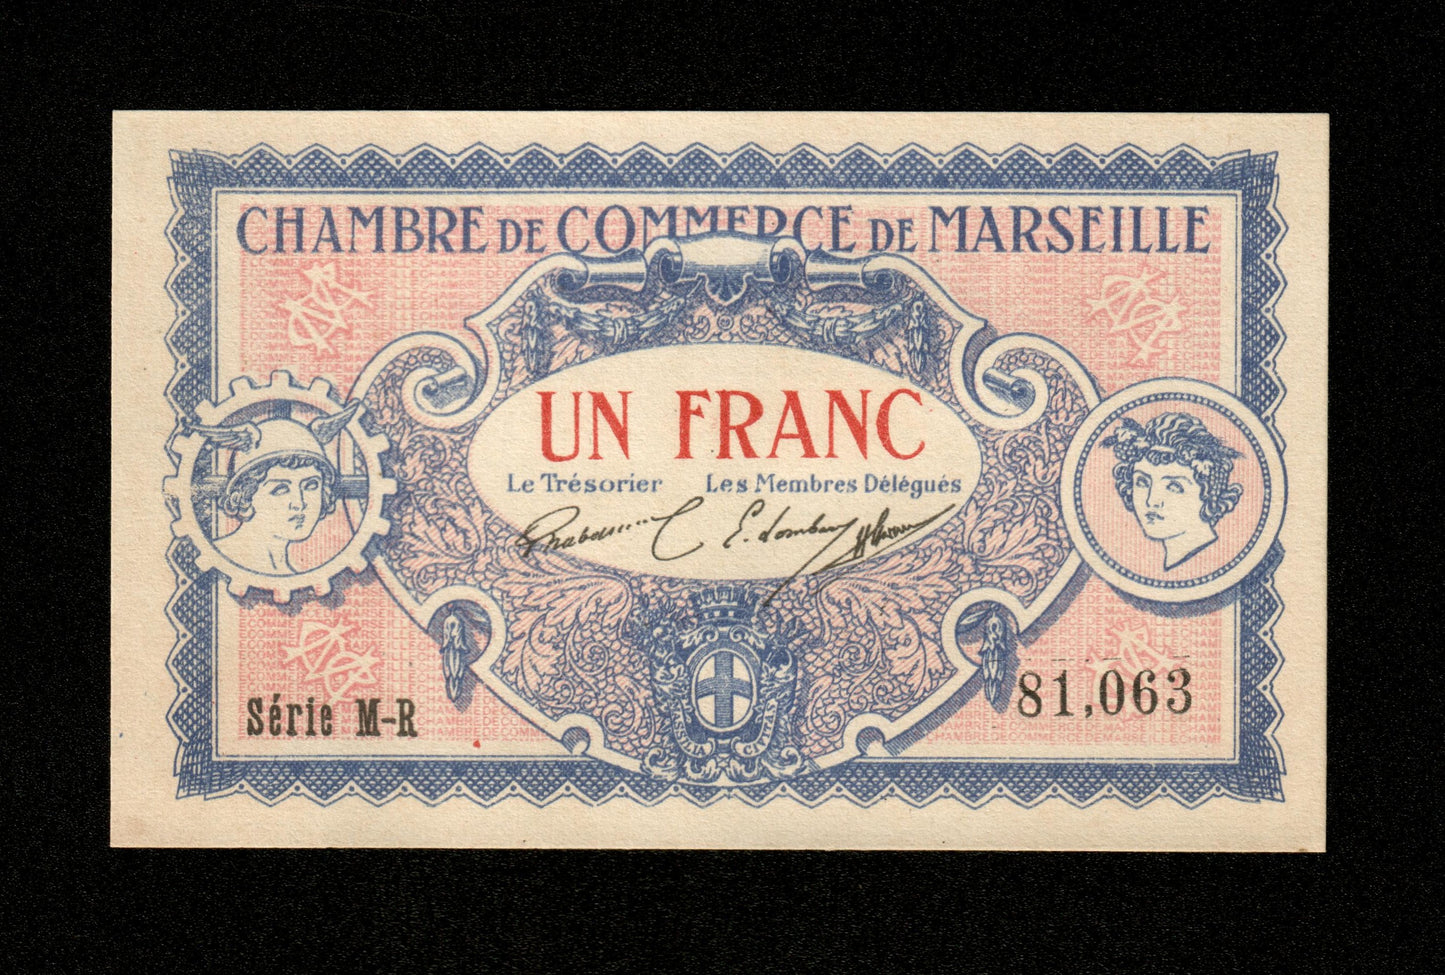 CHAMBRE DE COMMERCE DE MARSEILLE
UN FRANC
Le Trésorier Les Membres Délégués
Série M-R
81,063